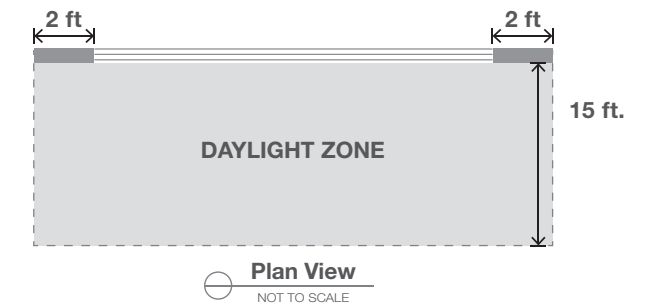 2 ft 2 ft
15 ft.
DAYLIGHT ZONE
Plan View
NOT TO SCALE